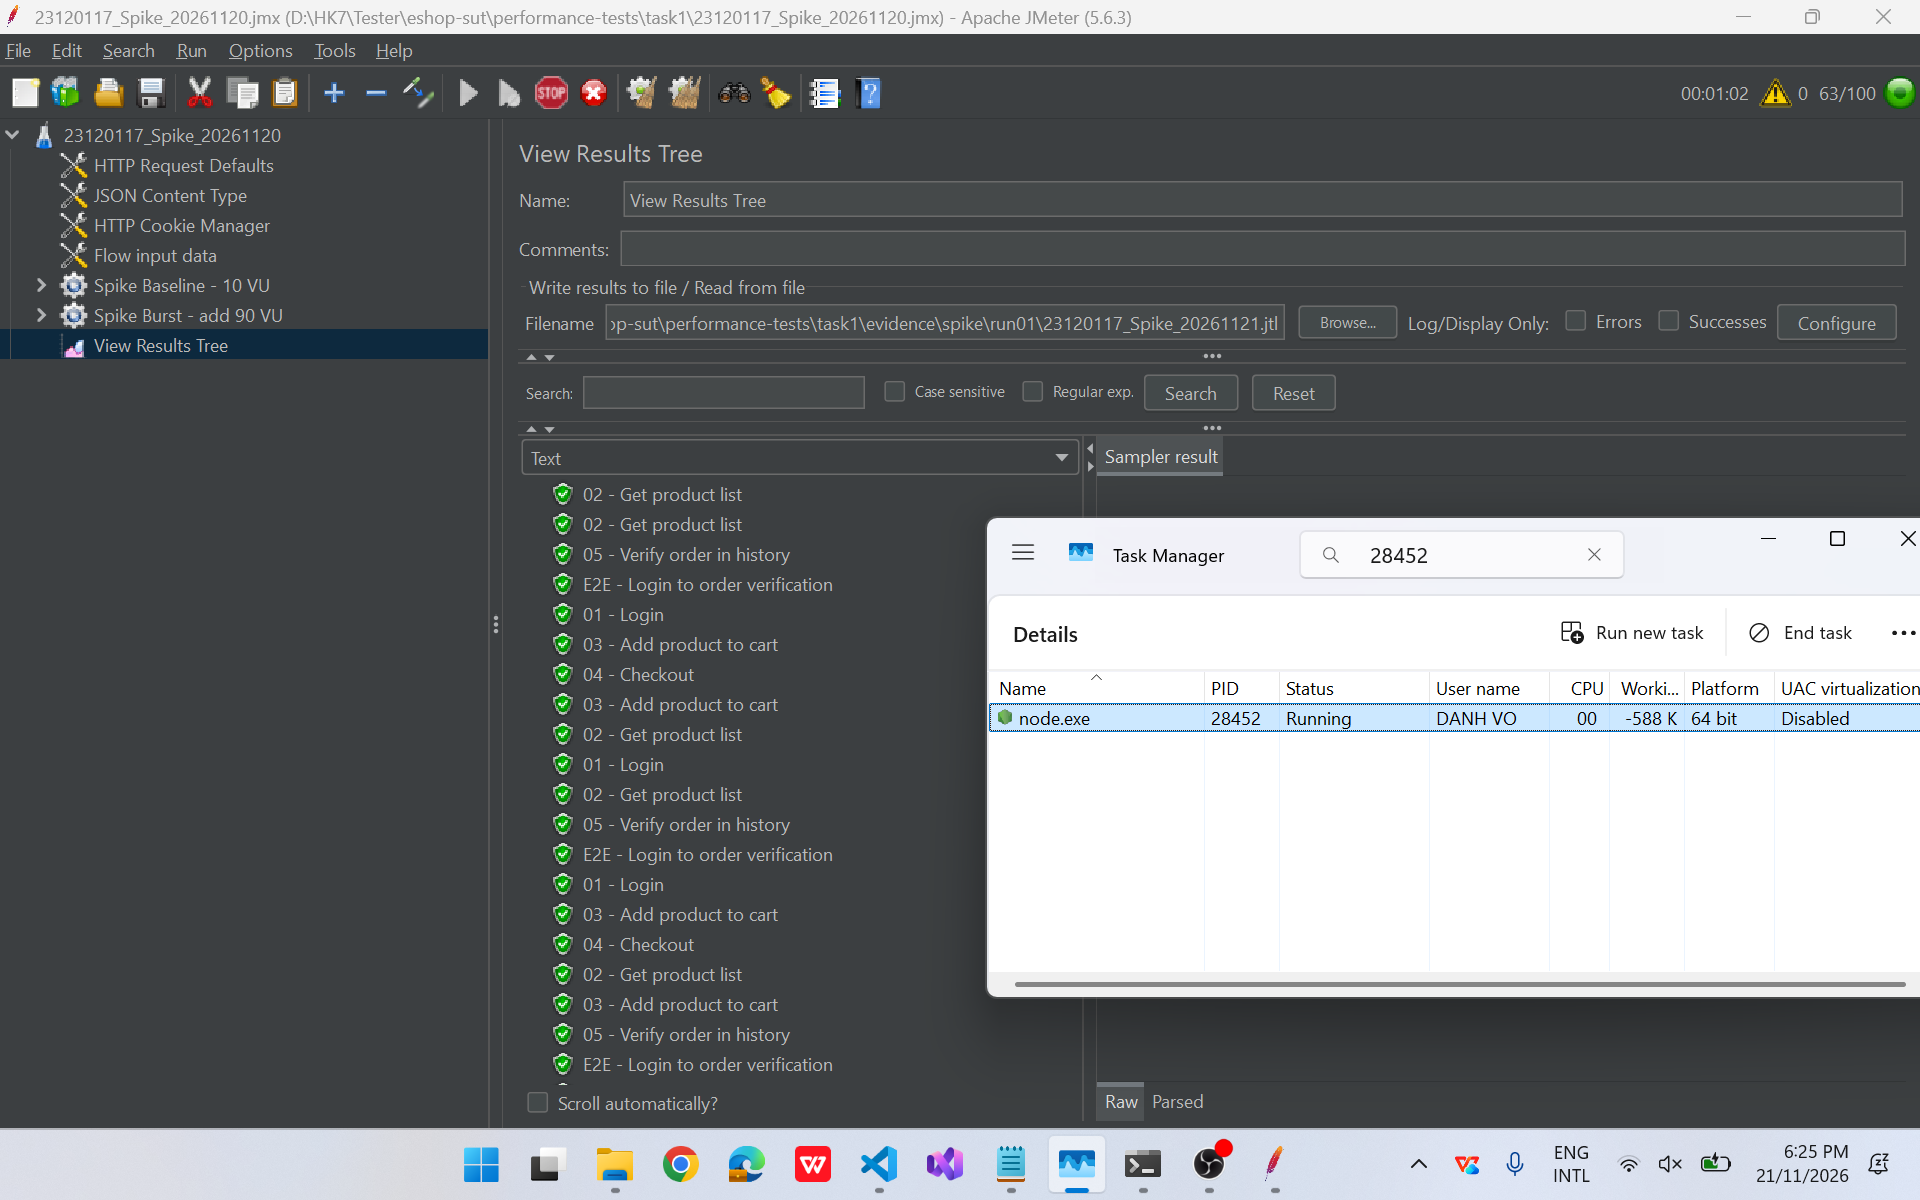 23120117_Spike_20261120.jmx (D:\HK7\Tester\eshop-sut\performance-tests\task1\23120117_Spike_20261120.jmx) - Apache JMeter (5.6.3)
File Edit Search Run Options Tools Help
STOP
00:01:02 0 63/100
23120117_Spike_20261120
HTTP Request Defaults
JSON Content Type
HTTP Cookie Manager
Flow input data
Spike Baseline - 10 VU
Spike Burst - add 90 VU
View Results Tree
View Results Tree
Name: View Results Tree
Comments:
Write results to file / Read from file
Filename op-sut\performance-tests\task1\evidence\spike\run01\23120117_Spike_20261121.jtl Browse... Log/Display Only: Errors Successes Configure
Search: Case sensitive Regular exp. Search Reset
Text
Sampler result
02 - Get product list
02 - Get product list
05 - Verify order in history
E2E - Login to order verification
01 - Login
03 - Add product to cart
04 - Checkout
03 - Add product to cart
02 - Get product list
01 - Login
02 - Get product list
05 - Verify order in history
E2E - Login to order verification
01 - Login
03 - Add product to cart
04 - Checkout
02 - Get product list
03 - Add product to cart
05 - Verify order in history
E2E - Login to order verification
Scroll automatically?
Raw Parsed
Task Manager
28452
Details
Run new task
End task
Name PID Status User name CPU Worki... Platform UAC virtualization
node.exe 28452 Running DANH VO 00 -588 K 64 bit Disabled
ENG
INTL
6:25 PM
21/11/2026